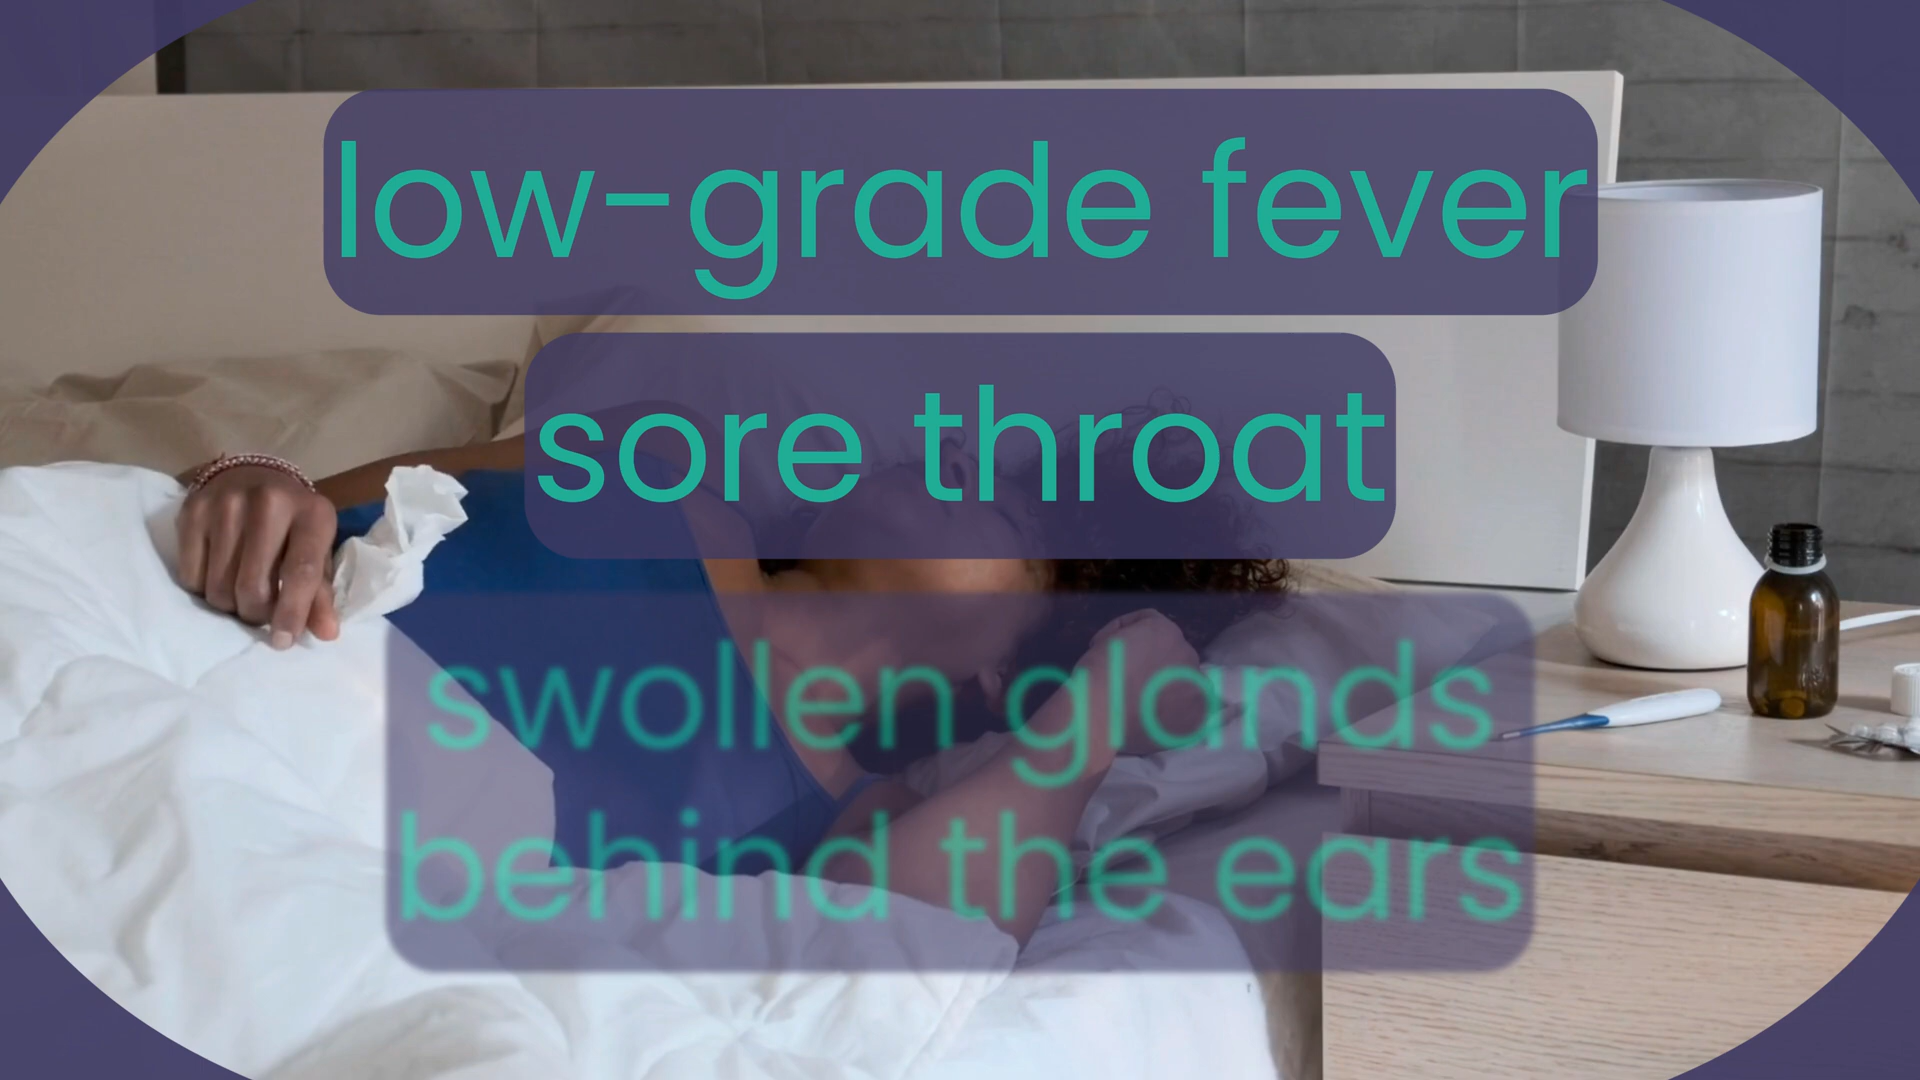 low-grade fever
sore throat
swollen glands
behind the ears